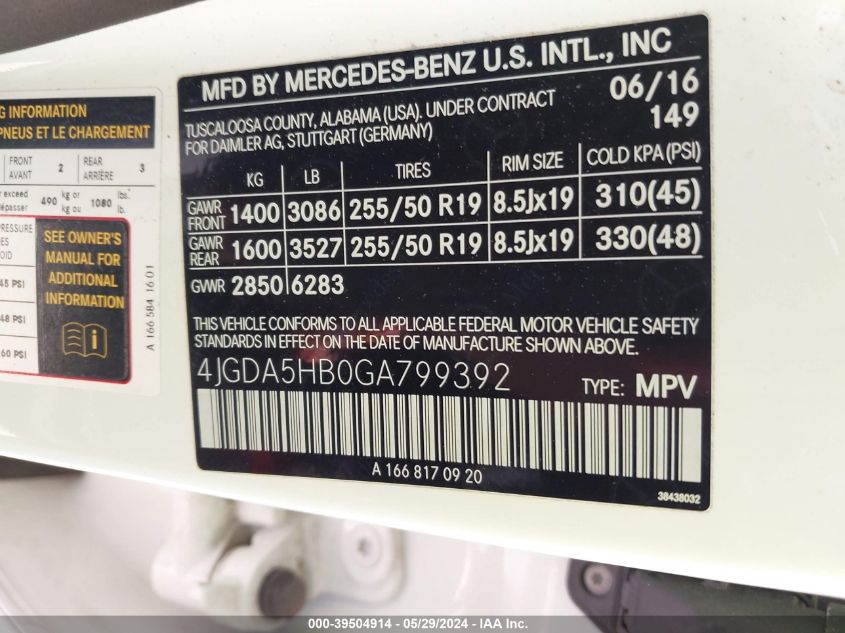 MFD BY MERCEDES-BENZ U.S. INTL., INC
TUSCALOOSA COUNTY, ALABAMA (USA). UNDER CONTRACT
FOR DAIMLER AG, STUTTGART (GERMANY)
06/16
149
KG LB TIRES RIM SIZE COLD KPA (PSI)
GAWR FRONT 1400 3086 255/50 R19 8.5Jx19 310(45)
GAWR REAR 1600 3527 255/50 R19 8.5Jx19 330(48)
GVWR 2850 6283
THIS VEHICLE CONFORMS TO ALL APPLICABLE FEDERAL MOTOR VEHICLE SAFETY
STANDARDS IN EFFECT ON THE DATE OF MANUFACTURE SHOWN ABOVE.
4JGDA5HB0GA799392 TYPE: MPV
A 166 817 09 20
38438032
G INFORMATION
PNEUS ET LE CHARGEMENT
FRONT 2 REAR 3
AVANT ARRIÈRE
exceed 490 kg or 1080 lbs.
dépasser kg ou lb.
PRESSURE
ES
OID
45 PSI
48 PSI
60 PSI
SEE OWNER'S
MANUAL FOR
ADDITIONAL
INFORMATION
A 166 584 16 01
000-39504914 - 05/29/2024 - IAA Inc.